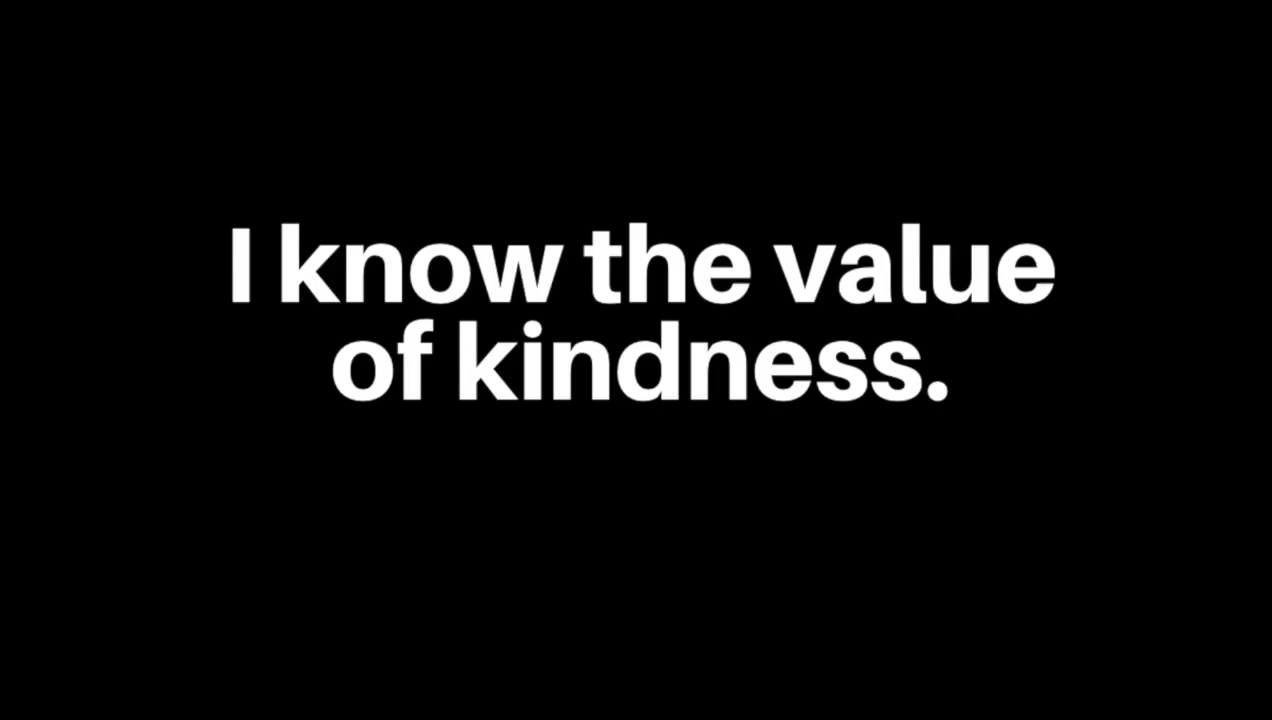 I know the value
of kindness.